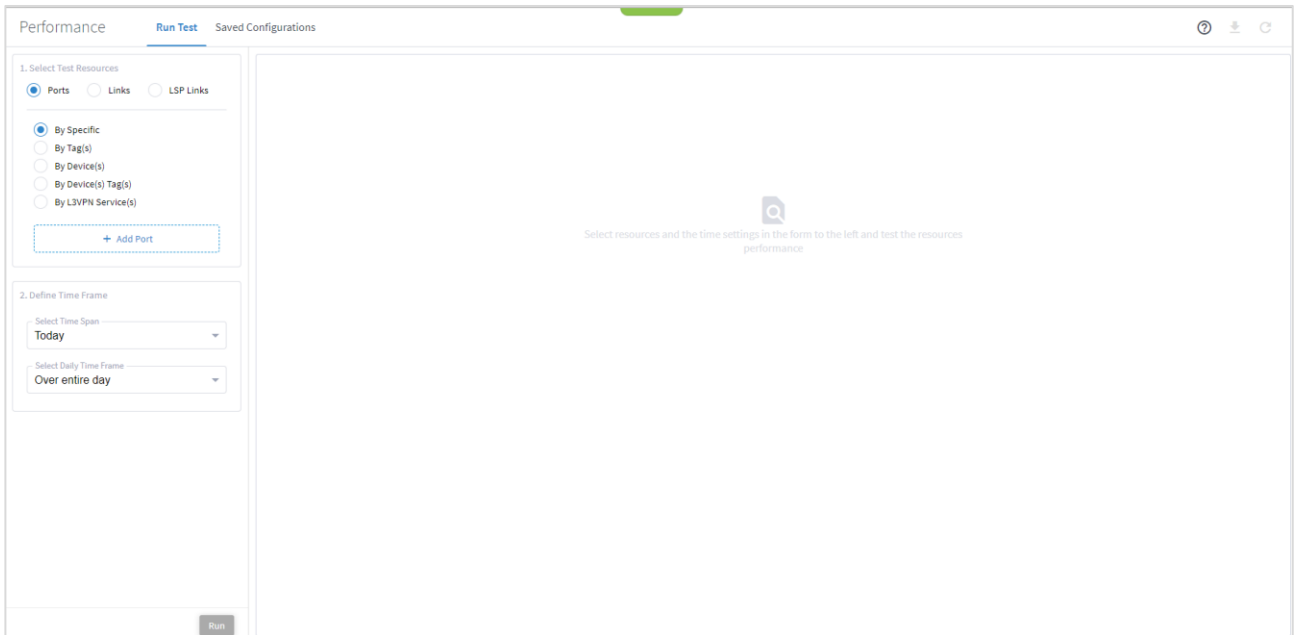 Performance
Run Test
Saved Configurations
1. Select Test Resources
Ports
Links
LSP Links
By Specific
By Tag(s)
By Device(s)
By Device(s) Tag(s)
By L3VPN Service(s)
+ Add Port
2. Define Time Frame
Select Time Span
Today
Select Daily Time Frame
Over entire day
Run
Select resources and the time settings in the form to the left and test the resources
performance